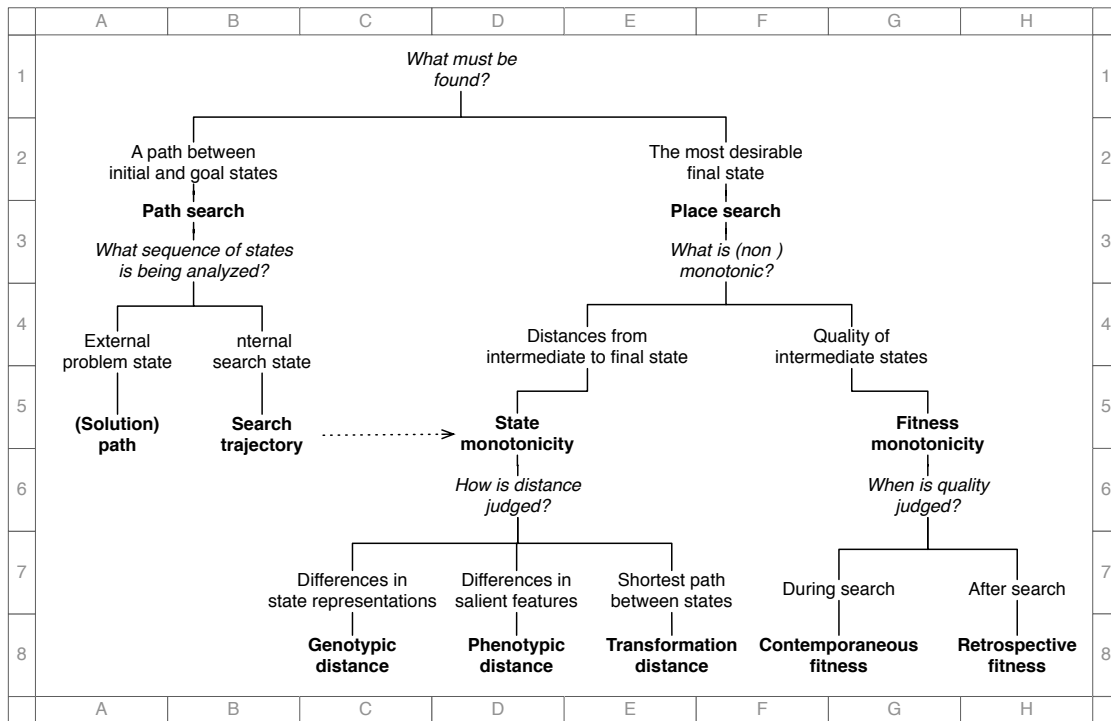 A B C D E F G H
1 1
What must be
found?
2 2
A path between
initial and goal states
The most desirable
final state
Path search
Place search
3 3
What sequence of states
is being analyzed?
What is (non )
monotonic?
4 4
External
problem state
nternal
search state
Distances from
intermediate to final state
Quality of
intermediate states
5 5
(Solution)
path
Search
trajectory
State
monotonicity
Fitness
monotonicity
6 6
How is distance
judged?
When is quality
judged?
7 7
Differences in
state representations
Differences in
salient features
Shortest path
between states
During search
After search
8 8
Genotypic
distance
Phenotypic
distance
Transformation
distance
Contemporaneous
fitness
Retrospective
fitness
A B C D E F G H